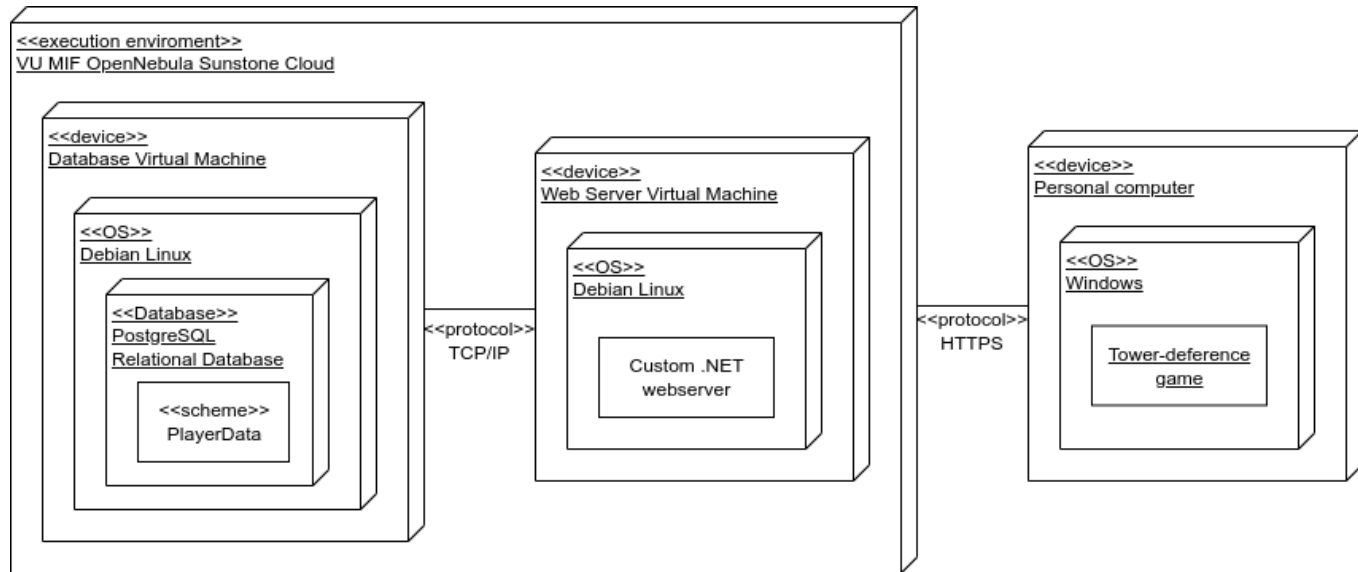 <<execution enviroment>>
VU MIF OpenNebula Sunstone Cloud
<<device>>
Database Virtual Machine
<<OS>>
Debian Linux
<<Database>>
PostgreSQL
Relational Database
<<scheme>>
PlayerData
<<protocol>>
TCP/IP
<<device>>
Web Server Virtual Machine
<<OS>>
Debian Linux
Custom .NET
webserver
<<protocol>>
HTTPS
<<device>>
Personal computer
<<OS>>
Windows
Tower-deference
game